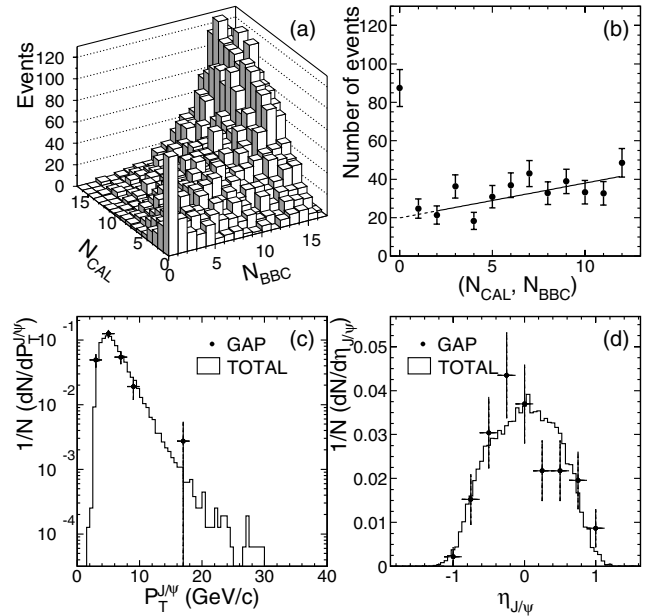 (a)
Events
120
100
80
60
40
20
0
15
10
5
0
0
5
10
15
N_CAL
N_BBC
(b)
Number of events
120
100
80
60
40
20
0
0
5
10
(N_CAL, N_BBC)
(c)
1/N (dN/dP_T^J/ψ)
GAP
TOTAL
10^-1
10^-3
10^-4
0
10
20
30
40
P_T^J/ψ (GeV/c)
(d)
1/N (dN/dη_J/ψ)
GAP
TOTAL
0.05
0.04
0.03
0.02
0.01
0
-1
0
1
η_J/ψ